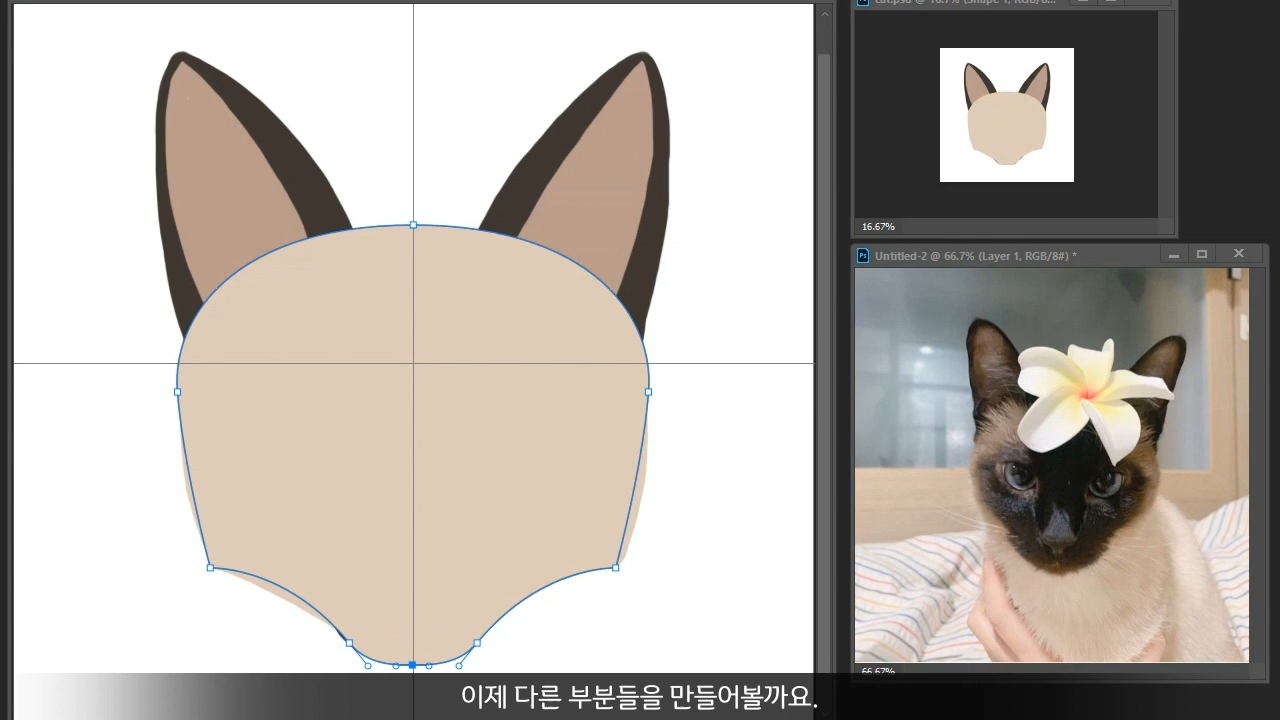 16.67%
Untitled-2 @ 66.7% (Layer 1, RGB/8#) *
66.67%
이제 다른 부분들을 만들어볼까요.